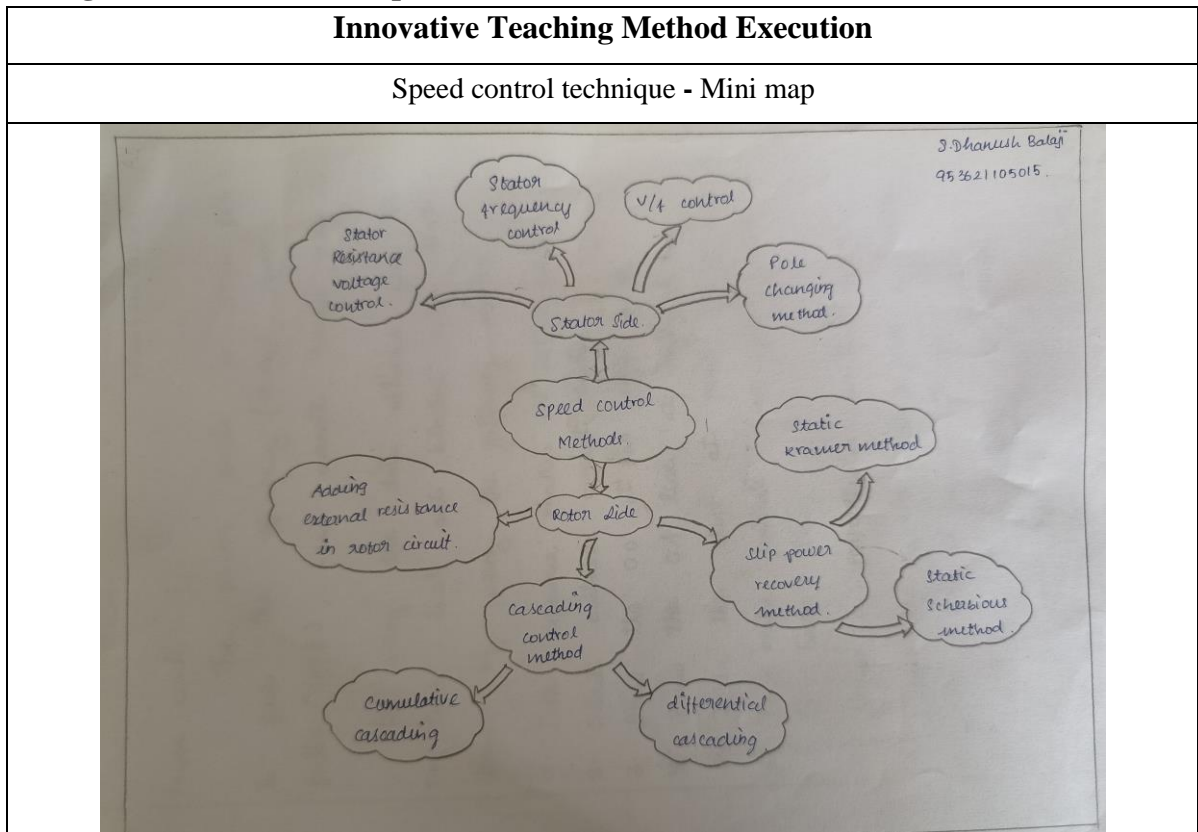 Innovative Teaching Method Execution
Speed control technique - Mini map
S.Dhanush Balaji
953621105015.
Stator
frequency
control
V/f control
Stator
Resistance
voltage
control.
Pole
changing
method.
Stator Side.
Speed control
Methods.
Static
kramer method
Adding
external resistance
in rotor circuit.
Rotor side
Slip power
recovery
method.
Static
Scherbious
method.
Cascading
control
method
Cumulative
cascading
differential
cascading